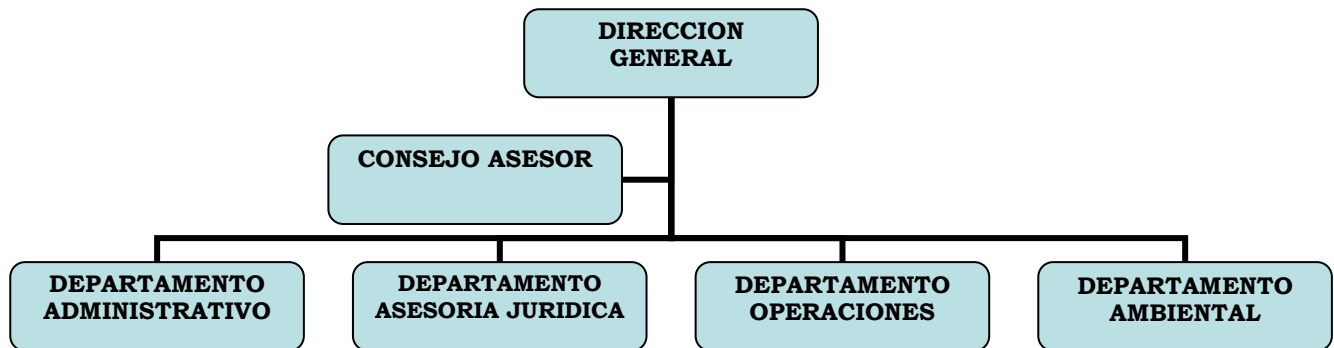 DIRECCION
GENERAL
CONSEJO ASESOR
DEPARTAMENTO
ADMINISTRATIVO
DEPARTAMENTO
ASESORIA JURIDICA
DEPARTAMENTO
OPERACIONES
DEPARTAMENTO
AMBIENTAL